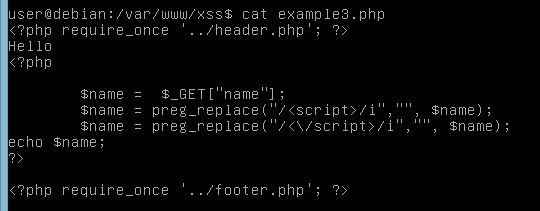 user@debian:/var/www/xss$ cat example3.php
<?php require_once '../header.php'; ?>
Hello
<?php

        $name =  $_GET["name"];
        $name = preg_replace("/<script>/i","", $name);
        $name = preg_replace("/<\/script>/i","", $name);
echo $name;
?>

<?php require_once '../footer.php'; ?>